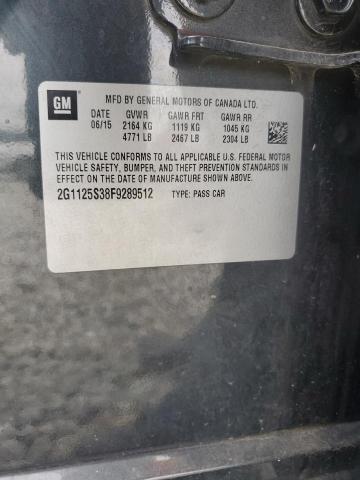 GM
MFD BY GENERAL MOTORS OF CANADA LTD.
DATE GVWR GAWR FRT GAWR RR
06/15 2164 KG 1119 KG 1045 KG
4771 LB 2467 LB 2304 LB
THIS VEHICLE CONFORMS TO ALL APPLICABLE U.S. FEDERAL MOTOR
VEHICLE SAFETY, BUMPER, AND THEFT PREVENTION STANDARDS IN
EFFECT ON THE DATE OF MANUFACTURE SHOWN ABOVE.
2G1125S38F9289512 TYPE: PASS CAR